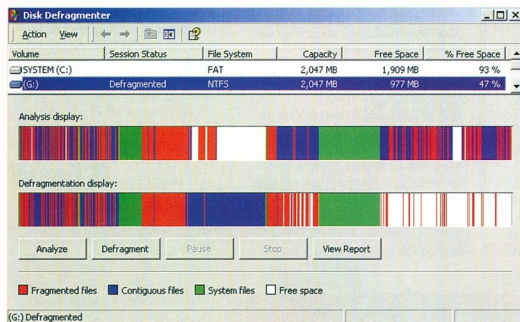 Disk Defragmenter
Action View
Volume Session Status File System Capacity Free Space % Free Space
SYSTEM (C:) FAT 2,047 MB 1,909 MB 93 %
(G:) Defragmented NTFS 2,047 MB 977 MB 47 %
Analysis display:
Defragmentation display:
Analyze Defragment Pause Stop View Report
Fragmented files Contiguous files System files Free space
(G:) Defragmented